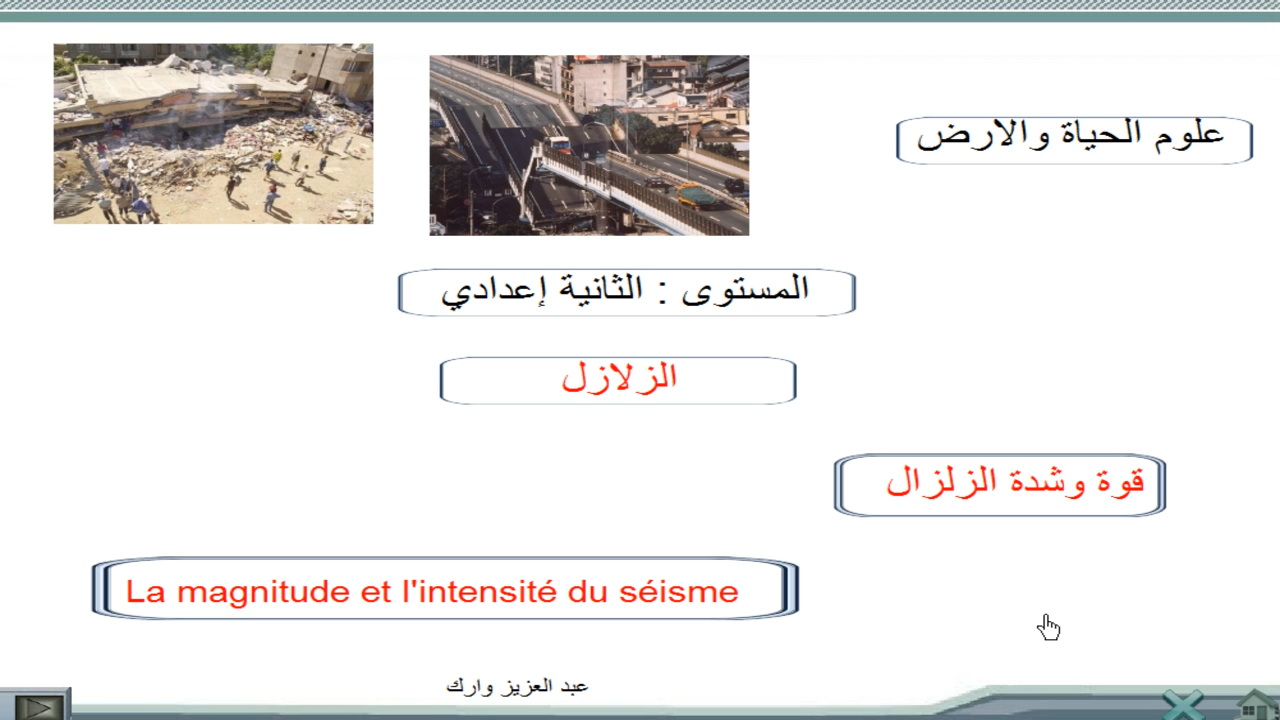 علوم الحياة والارض
المستوى : الثانية إعدادي
الزلازل
قوة وشدة الزلزال
La magnitude et l'intensité du séisme
عبد العزيز وارك